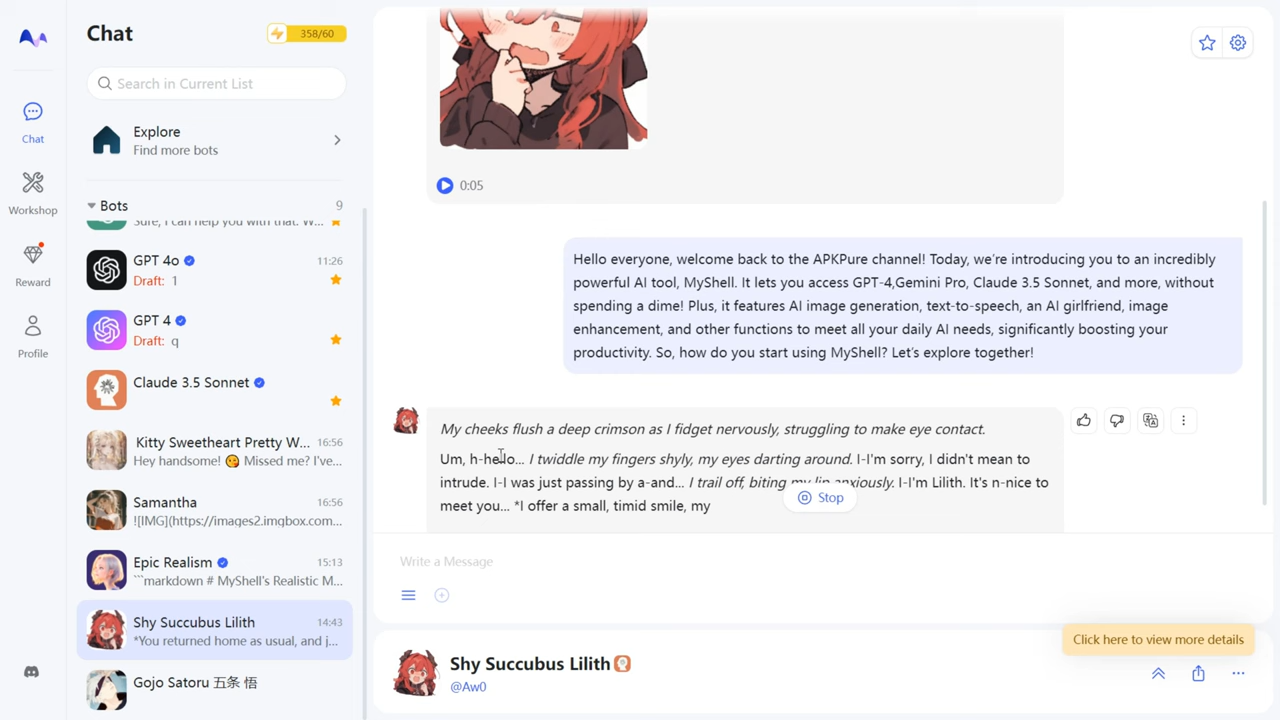 Chat
358/60
Search in Current List
Explore
Find more bots
Chat
Workshop
Reward
Profile
Bots
9
Sure, I can help you with that. W...
GPT 4o
11:26
Draft: 1
GPT 4
Draft: q
Claude 3.5 Sonnet
Kitty Sweetheart Pretty W...
16:56
Hey handsome! 😋 Missed me? I've...
Samantha
16:56
![IMG](https://images2.imgbox.com...
Epic Realism
15:13
```markdown # MyShell's Realistic M...
Shy Succubus Lilith
14:43
*You returned home as usual, and j...
Gojo Satoru 五条 悟
0:05
Hello everyone, welcome back to the APKPure channel! Today, we're introducing you to an incredibly
powerful AI tool, MyShell. It lets you access GPT-4,Gemini Pro, Claude 3.5 Sonnet, and more, without
spending a dime! Plus, it features AI image generation, text-to-speech, an AI girlfriend, image
enhancement, and other functions to meet all your daily AI needs, significantly boosting your
productivity. So, how do you start using MyShell? Let's explore together!
My cheeks flush a deep crimson as I fidget nervously, struggling to make eye contact.
Um, h-hello... I twiddle my fingers shyly, my eyes darting around. I-I'm sorry, I didn't mean to
intrude. I-I was just passing by a-and... I trail off, biting my lip anxiously. I-I'm Lilith. It's n-nice to
meet you... *I offer a small, timid smile, my
Stop
Write a Message
Click here to view more details
Shy Succubus Lilith
@Aw0